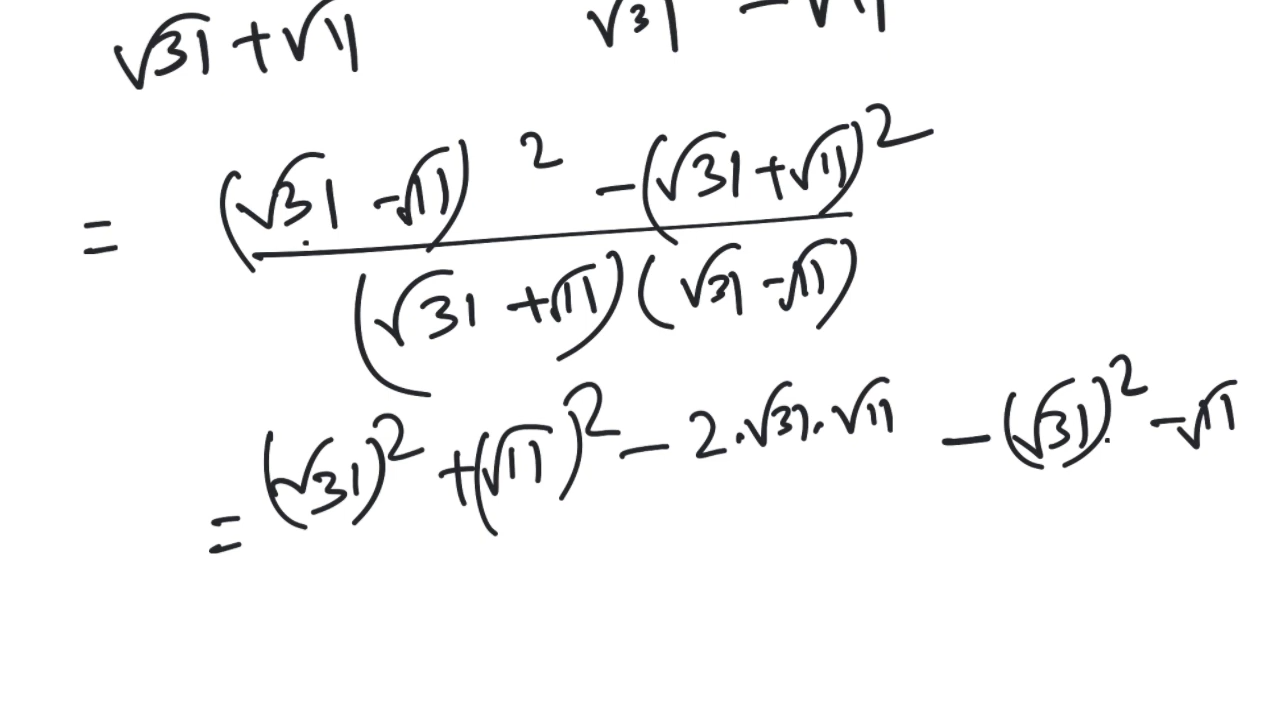 √31 + √11 √31 - √11
= (√31 - √11)² - (√31 + √11)²
(√31 + √11)(√31 - √11)
= (√31)² + (√11)² - 2·√31·√11 - (√31)² - √11